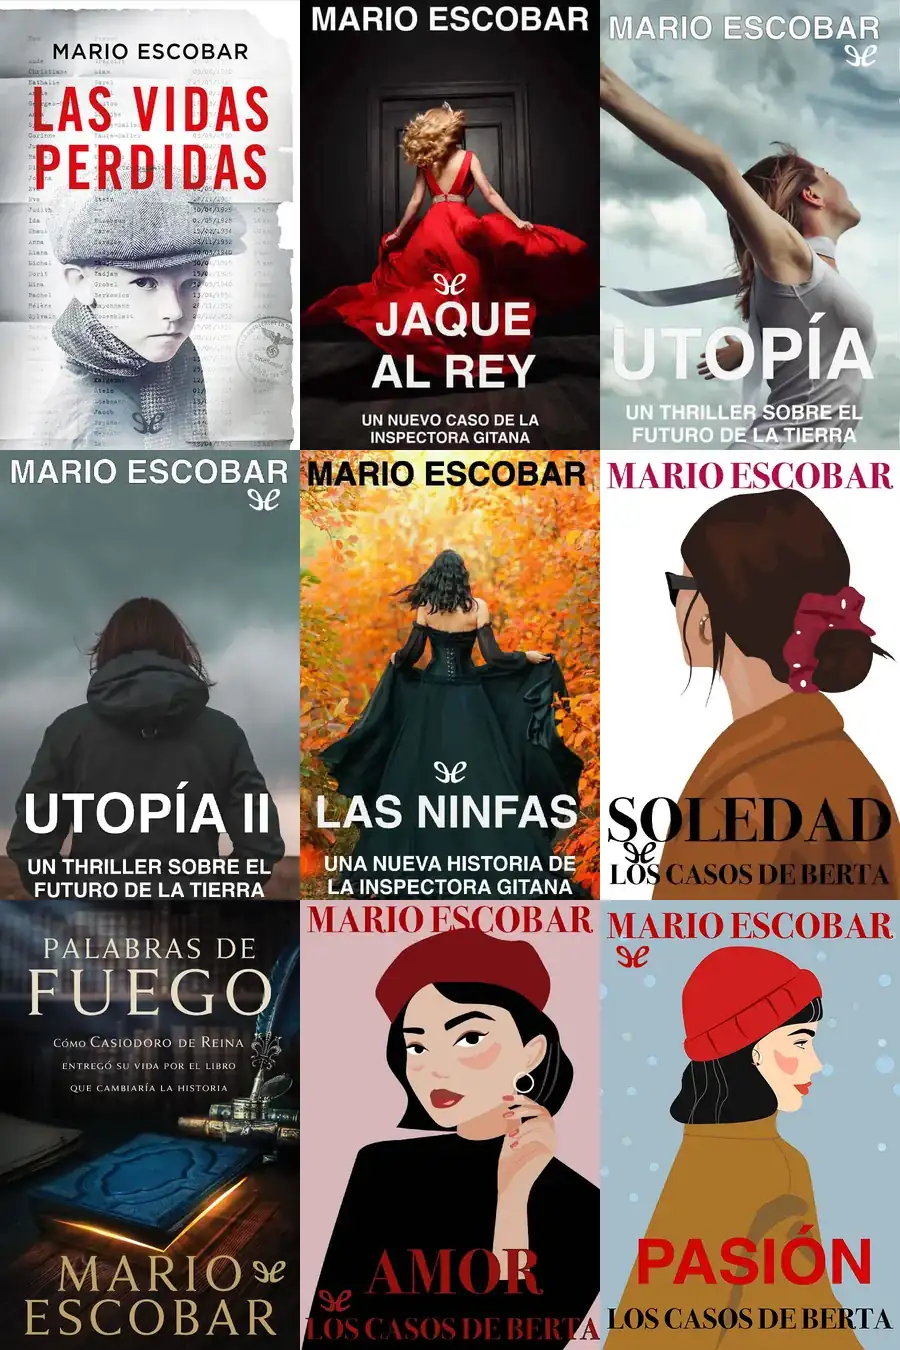 MARIO ESCOBAR
LAS VIDAS
PERDIDAS
MARIO ESCOBAR
JAQUE
AL REY
UN NUEVO CASO DE LA
INSPECTORA GITANA
MARIO ESCOBAR
UTOPÍA
UN THRILLER SOBRE EL
FUTURO DE LA TIERRA
MARIO ESCOBAR
UTOPÍA II
UN THRILLER SOBRE EL
FUTURO DE LA TIERRA
MARIO ESCOBAR
LAS NINFAS
UNA NUEVA HISTORIA DE
LA INSPECTORA GITANA
MARIO ESCOBAR
SOLEDAD
LOS CASOS DE BERTA
PALABRAS DE
FUEGO
CÓMO CASIODORO DE REINA
ENTREGÓ SU VIDA POR EL LIBRO
QUE CAMBIARÍA LA HISTORIA
MARIO
ESCOBAR
MARIO ESCOBAR
AMOR
LOS CASOS DE BERTA
MARIO ESCOBAR
PASIÓN
LOS CASOS DE BERTA